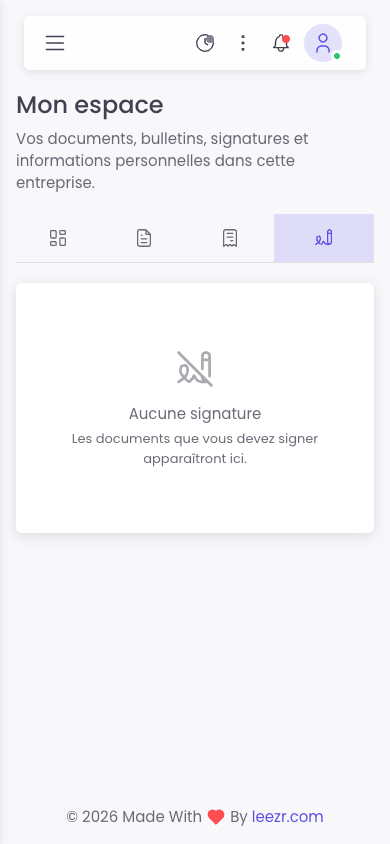 Mon espace
Vos documents, bulletins, signatures et
informations personnelles dans cette
entreprise.
Aucune signature
Les documents que vous devez signer
apparaîtront ici.
© 2026 Made With By leezr.com